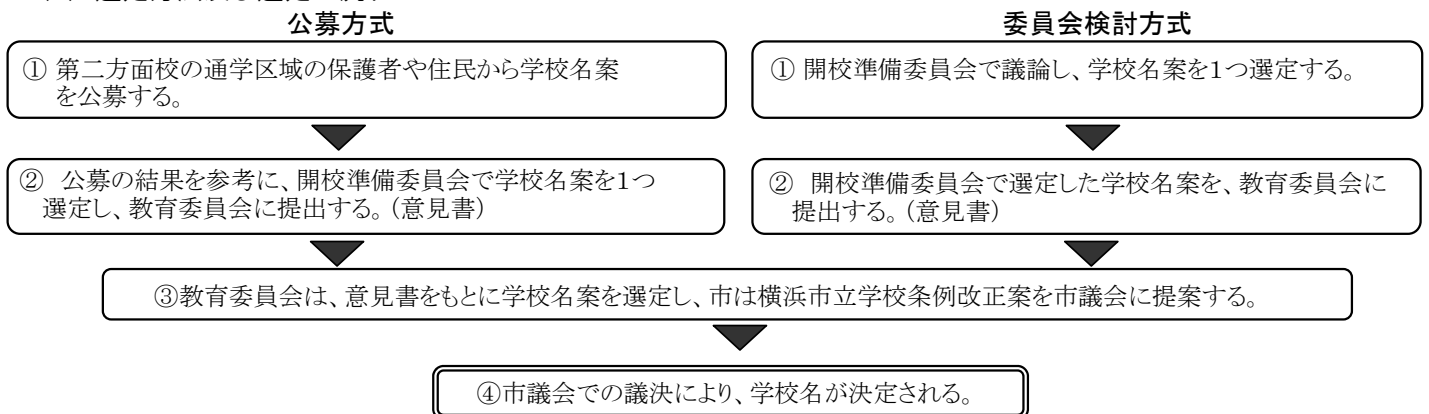 公募方式
① 第二方面校の通学区域の保護者や住民から学校名案
を公募する。
② 公募の結果を参考に、開校準備委員会で学校名案を1つ
選定し、教育委員会に提出する。（意見書）
委員会検討方式
① 開校準備委員会で議論し、学校名案を1つ選定する。
② 開校準備委員会で選定した学校名案を、教育委員会に
提出する。（意見書）
③教育委員会は、意見書をもとに学校名案を選定し、市は横浜市立学校条例改正案を市議会に提案する。
④市議会での議決により、学校名が決定される。